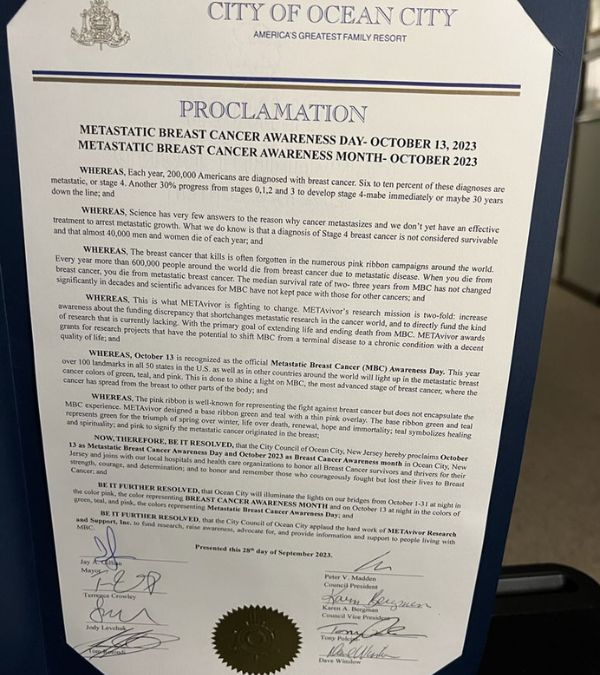 CITY OF OCEAN CITY
AMERICA'S GREATEST FAMILY RESORT
PROCLAMATION
METASTATIC BREAST CANCER AWARENESS DAY- OCTOBER 13, 2023
METASTATIC BREAST CANCER AWARENESS MONTH- OCTOBER 2023
WHEREAS, Each year, 200,000 Americans are diagnosed with breast cancer. Six to ten percent of these diagnoses are
metastatic, or stage 4. Another 30% progress from stages 0,1,2 and 3 to develop stage 4-mabe immediately or maybe 30 years
down the line; and
WHEREAS, Science has very few answers to the reason why cancer metastasizes and we don't yet have an effective
treatment to arrest metastatic growth. What we do know is that a diagnosis of Stage 4 breast cancer is not considered survivable
and that almost 40,000 men and women die of each year; and
WHEREAS, The breast cancer that kills is often forgotten in the numerous pink ribbon campaigns around the world.
Every year more than 600,000 people around the world die from breast cancer due to metastatic disease. When you die from
breast cancer, you die from metastatic breast cancer. The median survival rate of two- three years from MBC has not changed
significantly in decades and scientific advances for MBC have not kept pace with those for other cancers; and
WHEREAS, This is what METAvivor is fighting to change. METAvivor's research mission is two-fold: increase
awareness about the funding discrepancy that shortchanges metastatic research in the cancer world, and to directly fund the kind
of research that is currently lacking. With the primary goal of extending life and ending death from MBC. METAvivor awards
grants for research projects that have the potential to shift MBC from a terminal disease to a chronic condition with a decent
quality of life; and
WHEREAS, October 13 is recognized as the official Metastatic Breast Cancer (MBC) Awareness Day. This year
over 100 landmarks in all 50 states in the U.S. as well as in other countries around the world will light up in the metastatic breast
cancer colors of green, teal, and pink. This is done to shine a light on MBC, the most advanced stage of breast cancer, where the
cancer has spread from the breast to other parts of the body; and
WHEREAS, The pink ribbon is well-known for representing the fight against breast cancer but does not encapsulate the
MBC experience. METAvivor designed a base ribbon green and teal with a thin pink overlay. The base ribbon green and teal
represents green for the triumph of spring over winter, life over death, renewal, hope and immortality; teal symbolizes healing
and spirituality; and pink to signify the metastatic cancer originated in the breast;
NOW, THEREFORE, BE IT RESOLVED, that the City Council of Ocean City, New Jersey hereby proclaims October
13 as Metastatic Breast Cancer Awareness Day and October 2023 as Breast Cancer Awareness month in Ocean City, New
Jersey and joins with our local hospitals and health care organizations to honor all Breast Cancer survivors and thrivers for their
strength, courage, and determination; and to honor and remember those who courageously fought but lost their lives to Breast
Cancer; and
BE IT FURTHER RESOLVED, that Ocean City will illuminate the lights on our bridges from October 1-31 at night in
the color pink, the color representing BREAST CANCER AWARENESS MONTH and on October 13 at night in the colors of
green, teal, and pink, the colors representing Metastatic Breast Cancer Awareness Day; and
BE IT FURTHER RESOLVED, that the City Council of Ocean City applaud the hard work of METAvivor Research
and Support, Inc. to fund research, raise awareness, advocate for, and provide information and support to people living with
MBC.
Presented this 28th day of September 2023.
Jay A. Gillian
Mayor
Terrence Crowley
Jody Levchuk
Peter V. Madden
Council President
Karen Bergman
Karen A. Bergman
Council Vice President
Tony Polcini
Dave Winslow